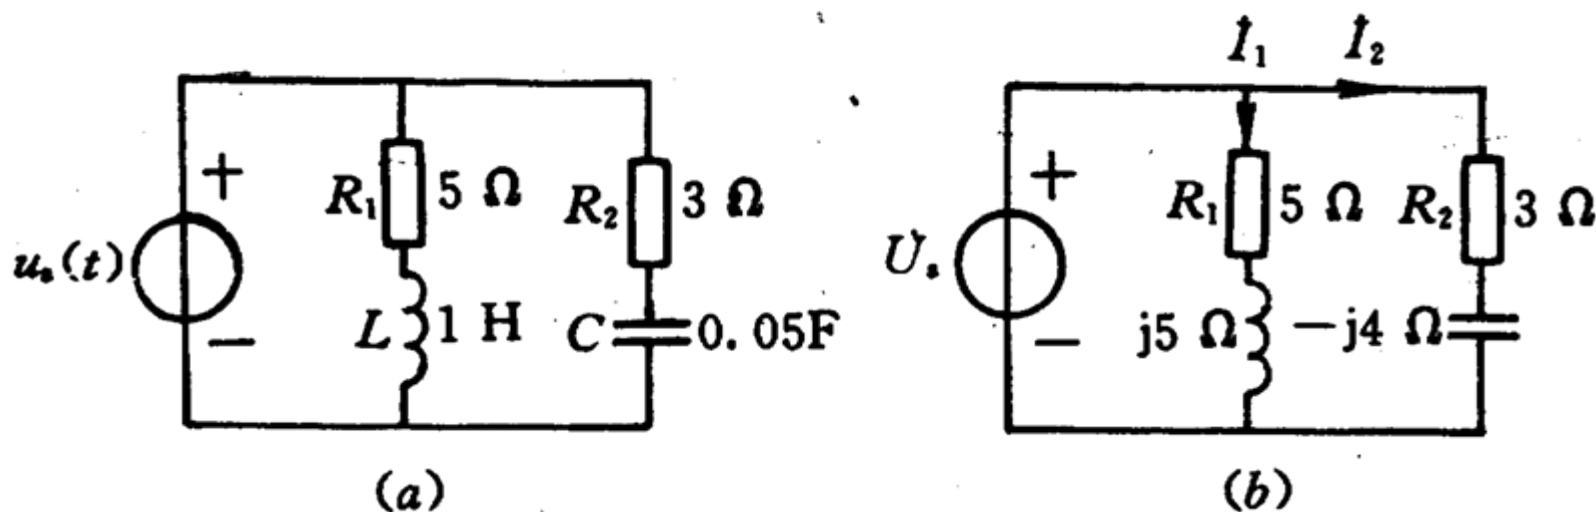 İ₁ İ₂
+ R₁ 5 Ω R₂ 3 Ω + R₁ 5 Ω R₂ 3 Ω
uₛ(t) U̇ₛ
− L 1 H C 0.05F − j5 Ω −j4 Ω
(a) (b)